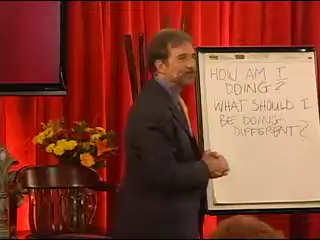 HOW AM I
DOING?
WHAT SHOULD I
BE DOING
DIFFERENT?